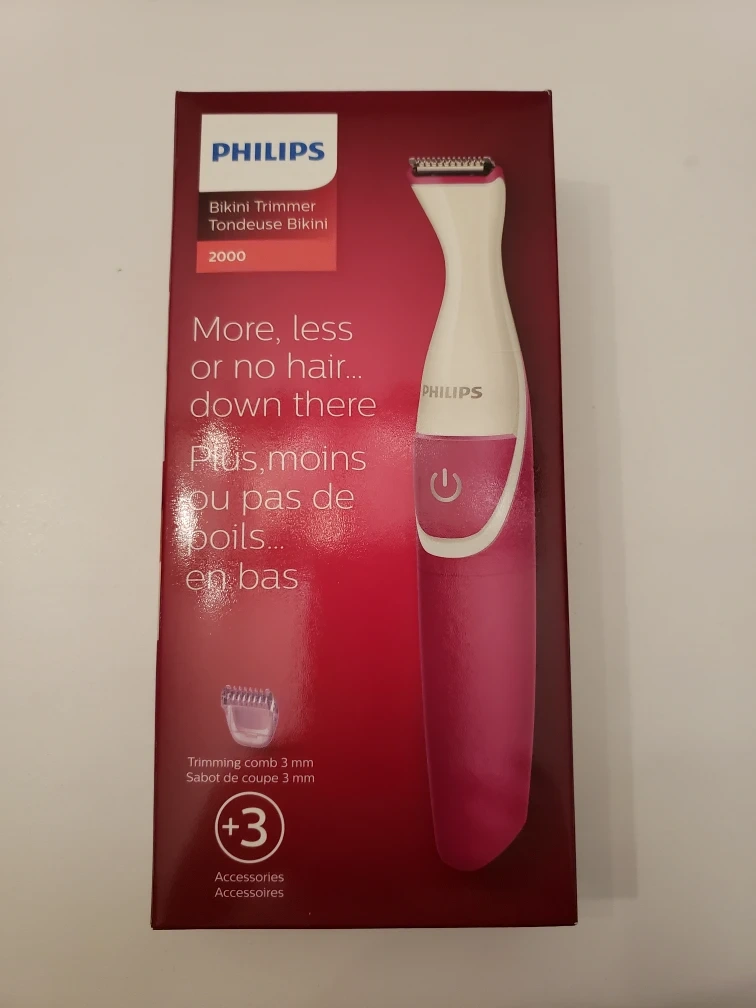 PHILIPS
Bikini Trimmer
Tondeuse Bikini
2000
More, less
or no hair...
down there
Plus,moins
ou pas de
poils...
en bas
PHILIPS
Trimming comb 3 mm
Sabot de coupe 3 mm
+3
Accessories
Accessoires